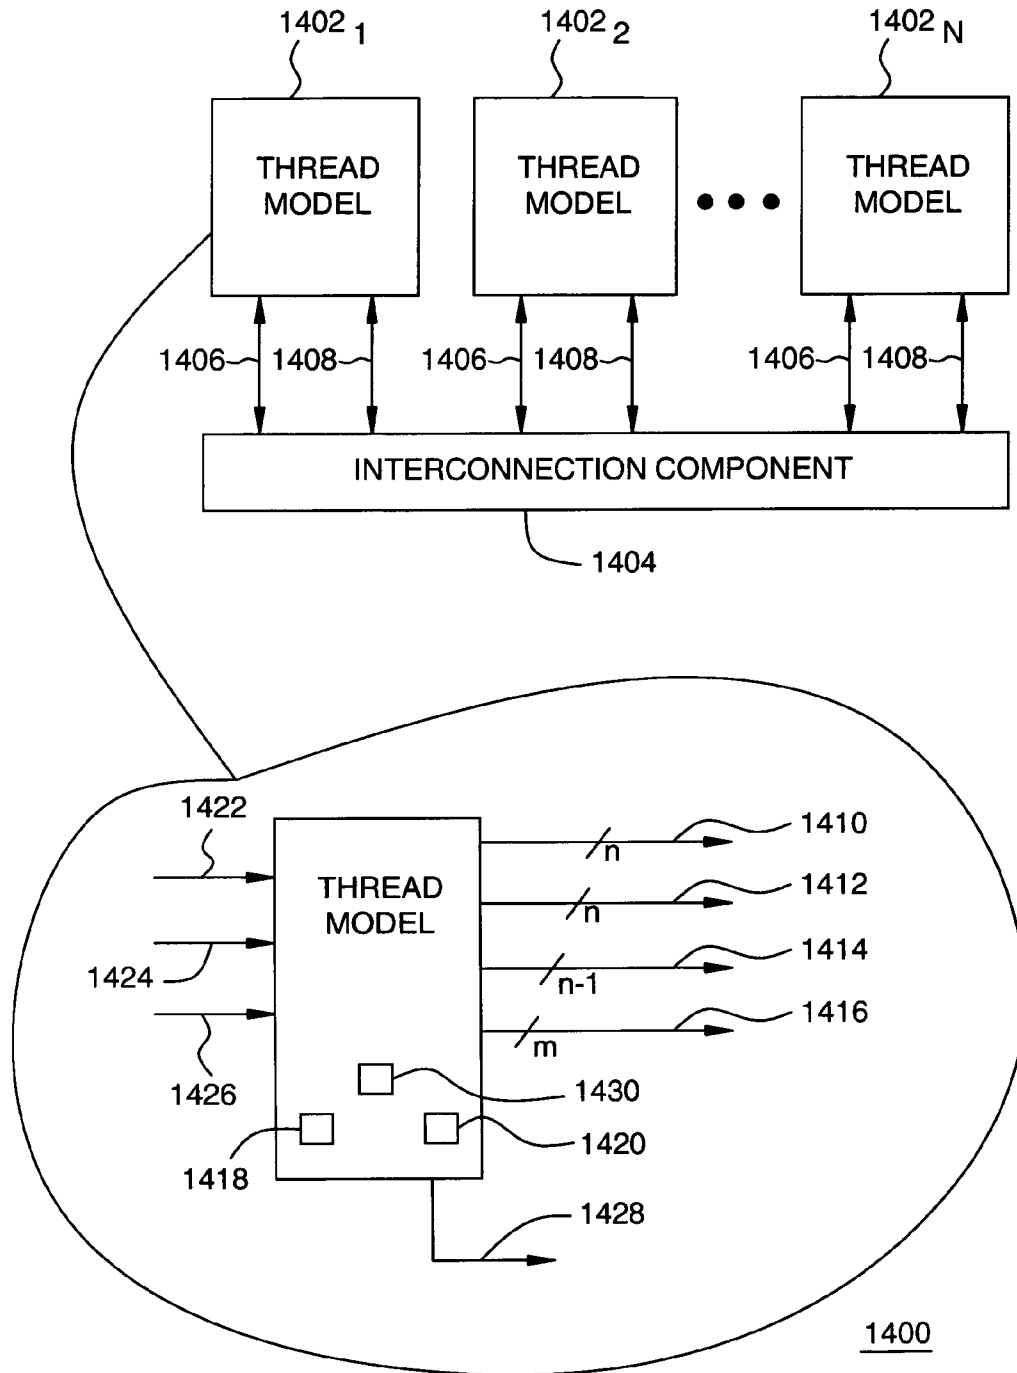 1402 1 1402 2 1402 N
THREAD MODEL
THREAD MODEL
THREAD MODEL
1406 1408 1406 1408 1406 1408
INTERCONNECTION COMPONENT
1404
1422
1424
1426
THREAD
MODEL
n
1410
n
1412
n-1
1414
m
1416
1430
1418
1420
1428
1400